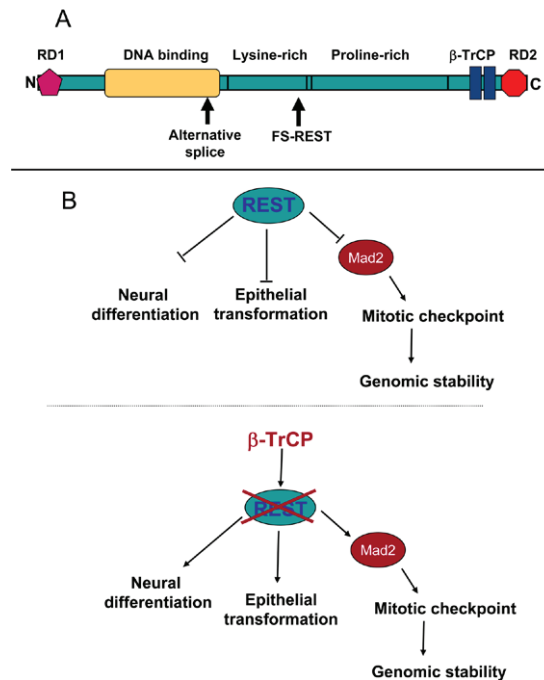 A
RD1 DNA binding Lysine-rich Proline-rich β-TrCP RD2
N C
Alternative FS-REST
splice
B
REST
Mad2
Neural Epithelial
differentiation transformation Mitotic checkpoint
Genomic stability
β-TrCP
REST
Mad2
Neural Epithelial
differentiation transformation Mitotic checkpoint
Genomic stability